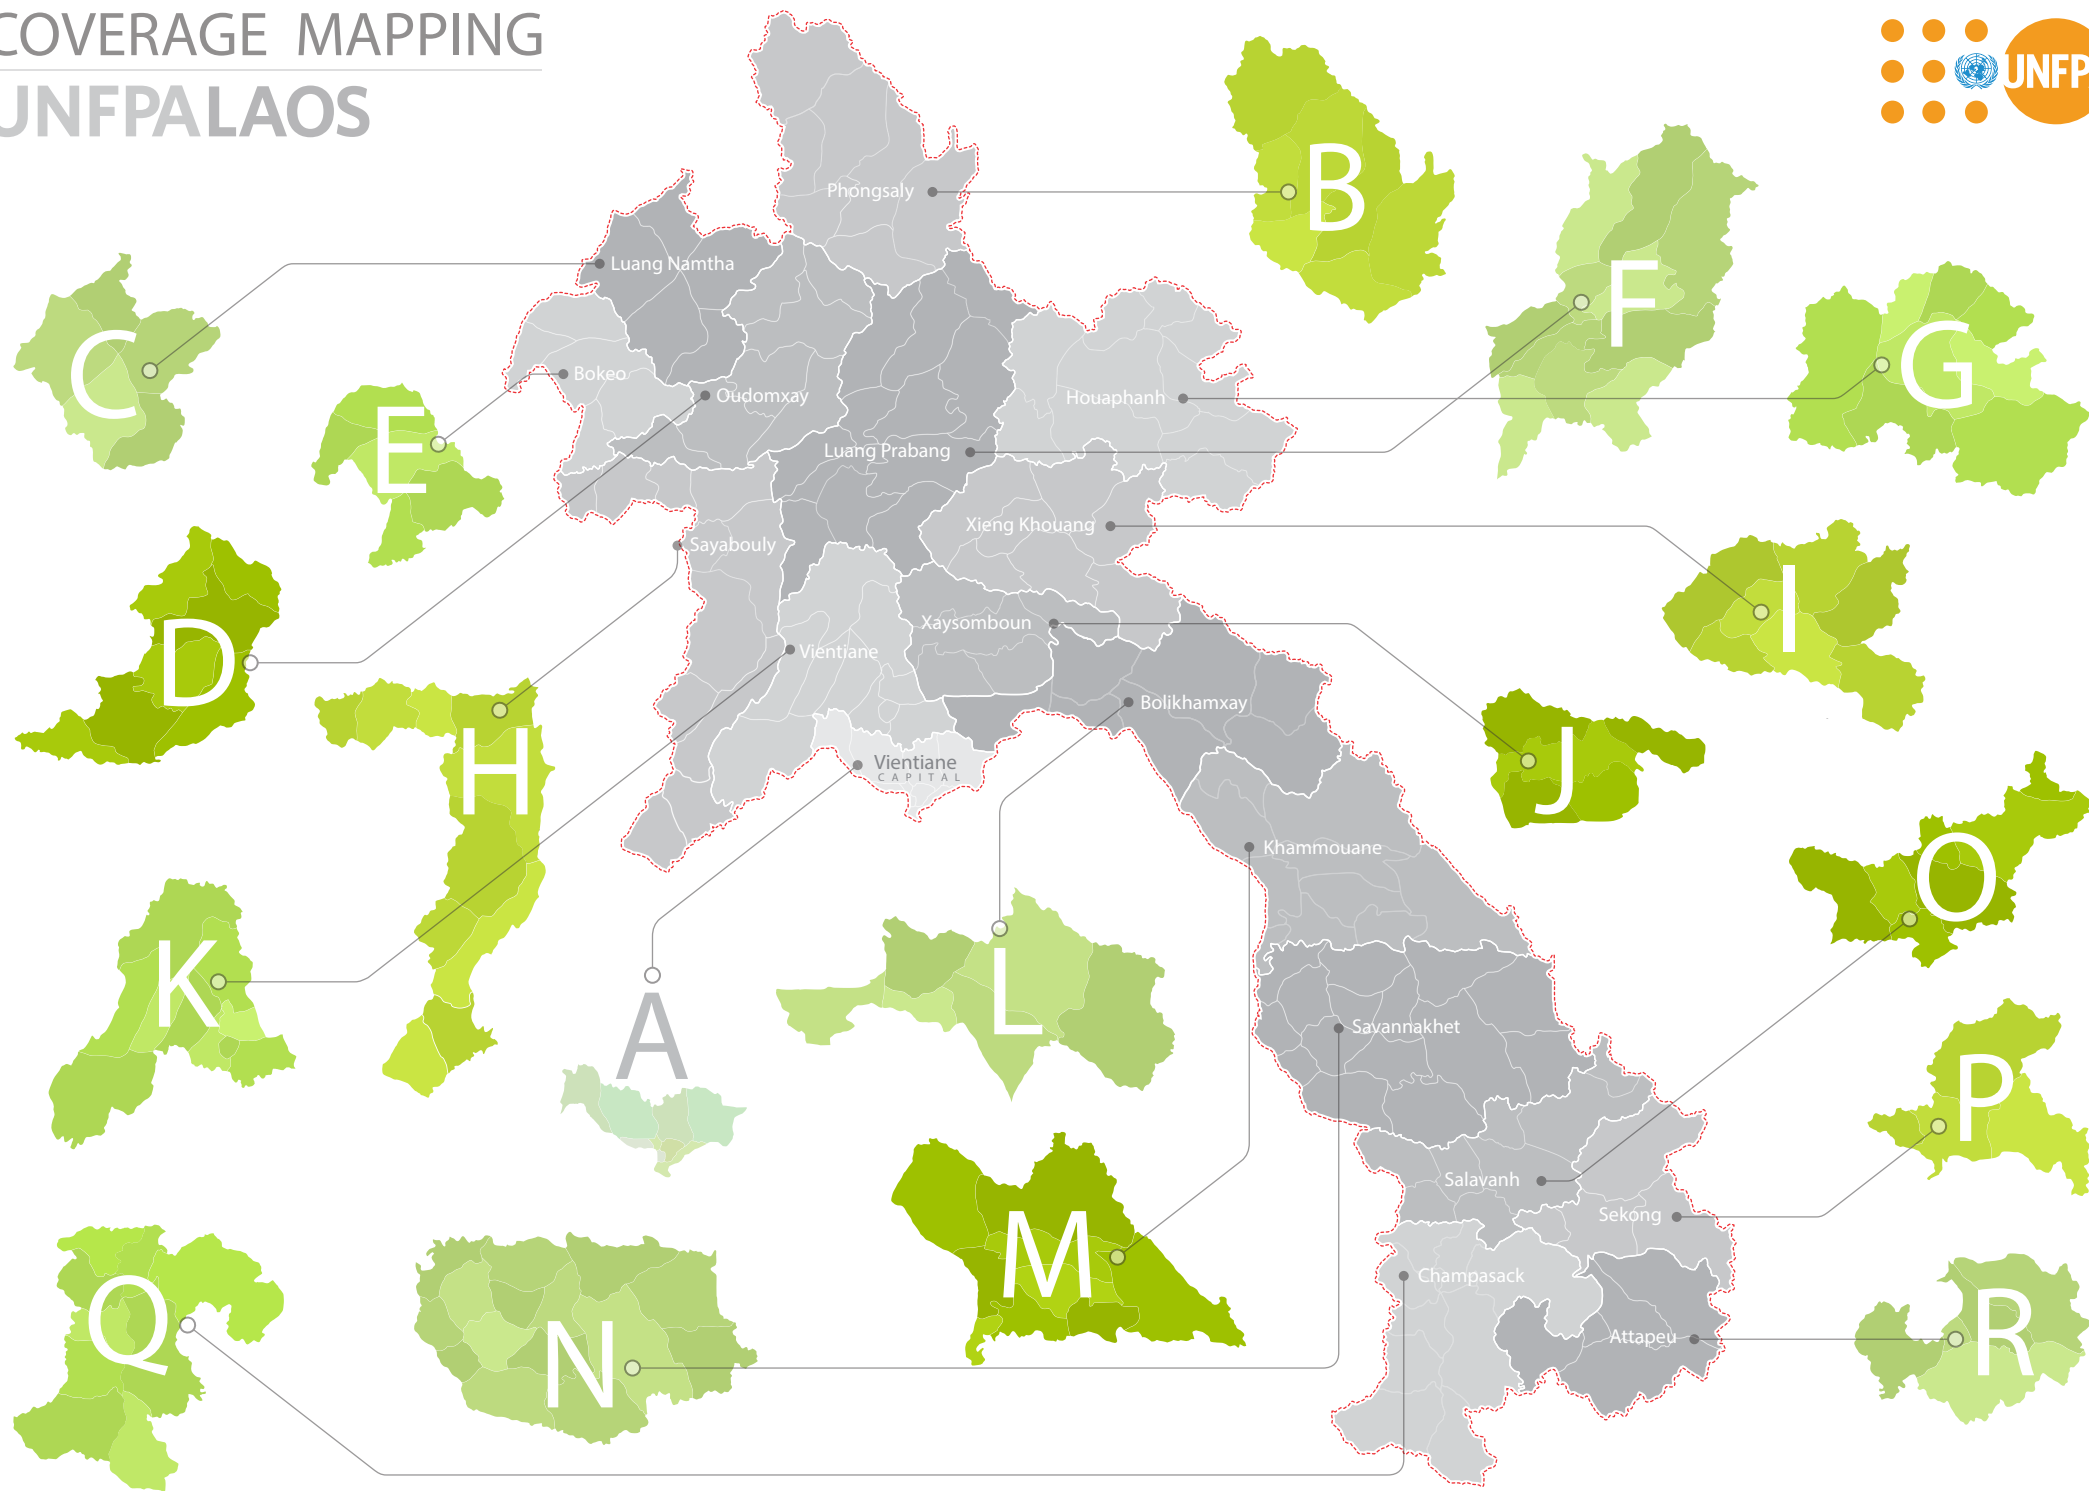 COVERAGE MAPPING
UNFPALAOS
UNFP
B
Phongsaly
F
Luang Namtha
G
C
Bokeo
Oudomxay
Houaphanh
E
Luang Prabang
Xieng Khouang
Sayabouly
I
D
Xaysomboun
Vientiane
Bolikhamxay
H
J
Vientiane
CAPITAL
Khammouane
O
K
L
A
Savannakhet
P
Salavanh
Sekong
M
Champasack
Q
N
Attapeu
R